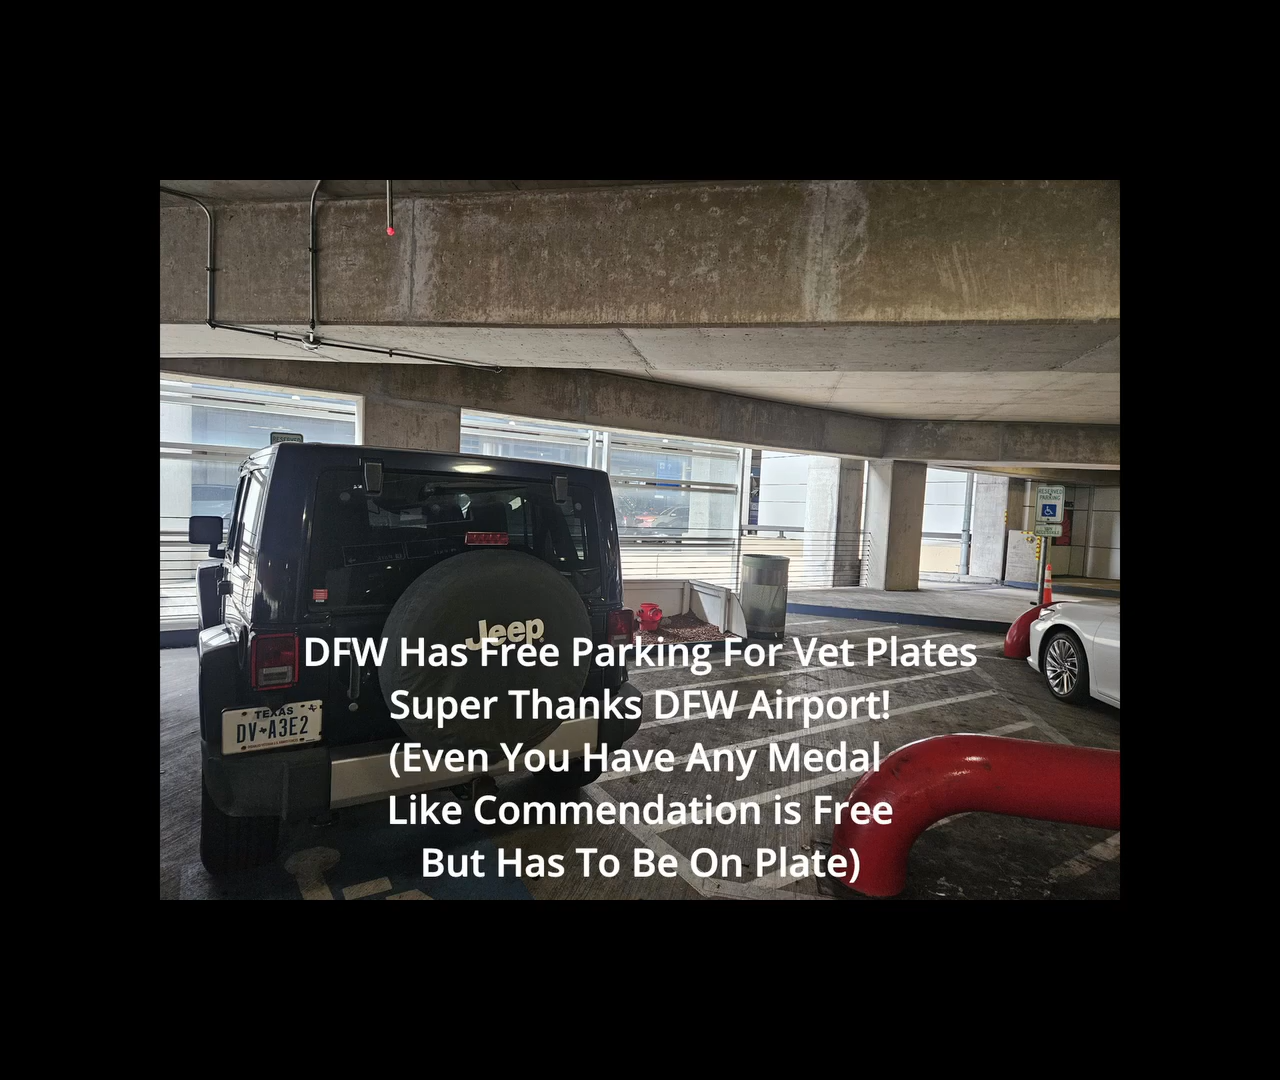 RESERVED
RESERVED
PARKING
Jeep
DFW Has Free Parking For Vet Plates
Super Thanks DFW Airport!
(Even You Have Any Medal
Like Commendation is Free
But Has To Be On Plate)
TEXAS
DV A3E2